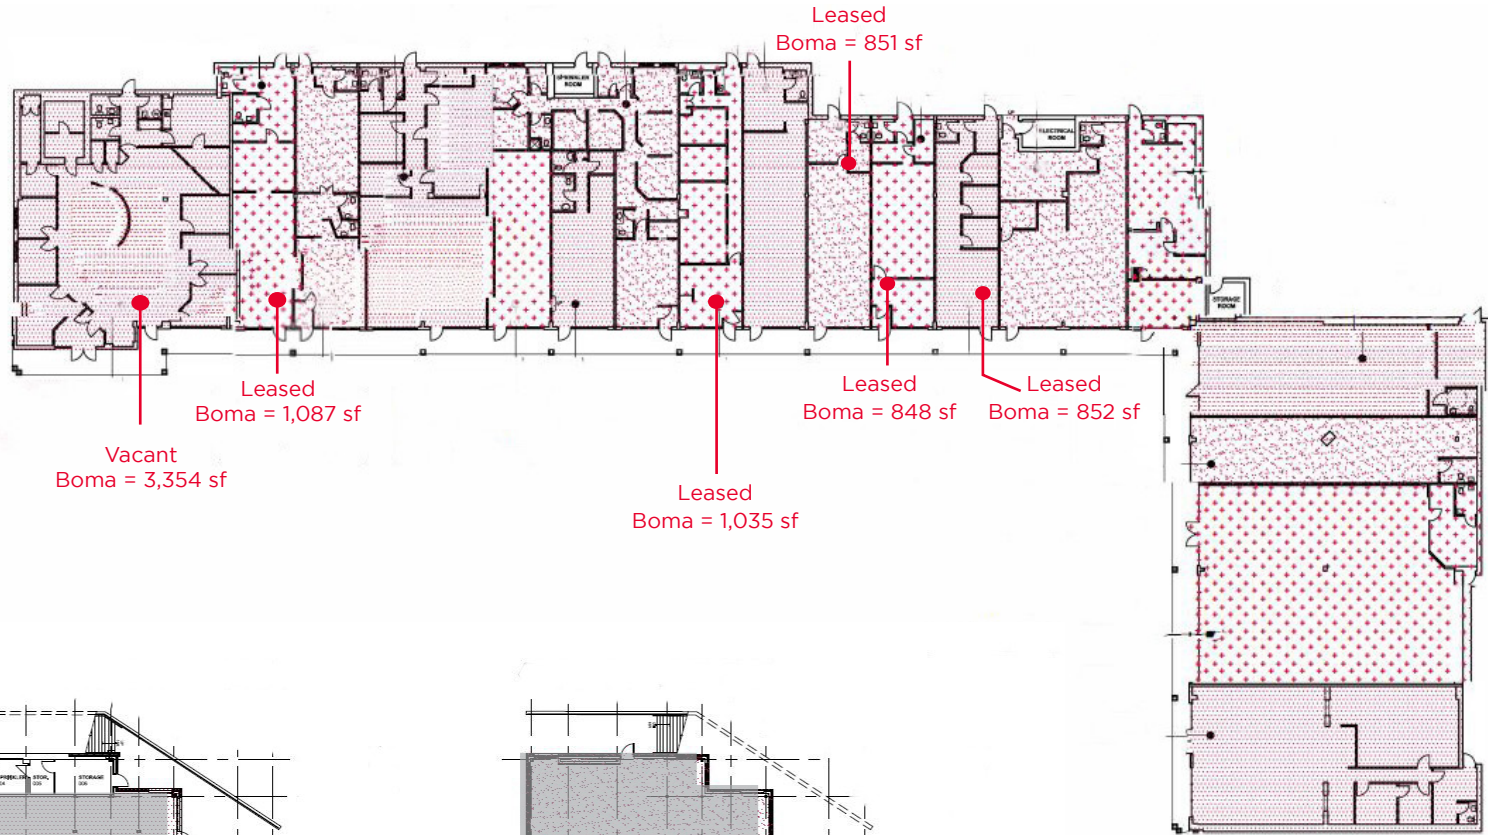 Leased
Boma = 851 sf
SPRINKLER
ROOM
ELECTRICAL
ROOM
STORAGE
ROOM
Leased
Boma = 1,087 sf
Leased
Boma = 848 sf
Leased
Boma = 852 sf
Vacant
Boma = 3,354 sf
Leased
Boma = 1,035 sf
STOR.
STORAGE